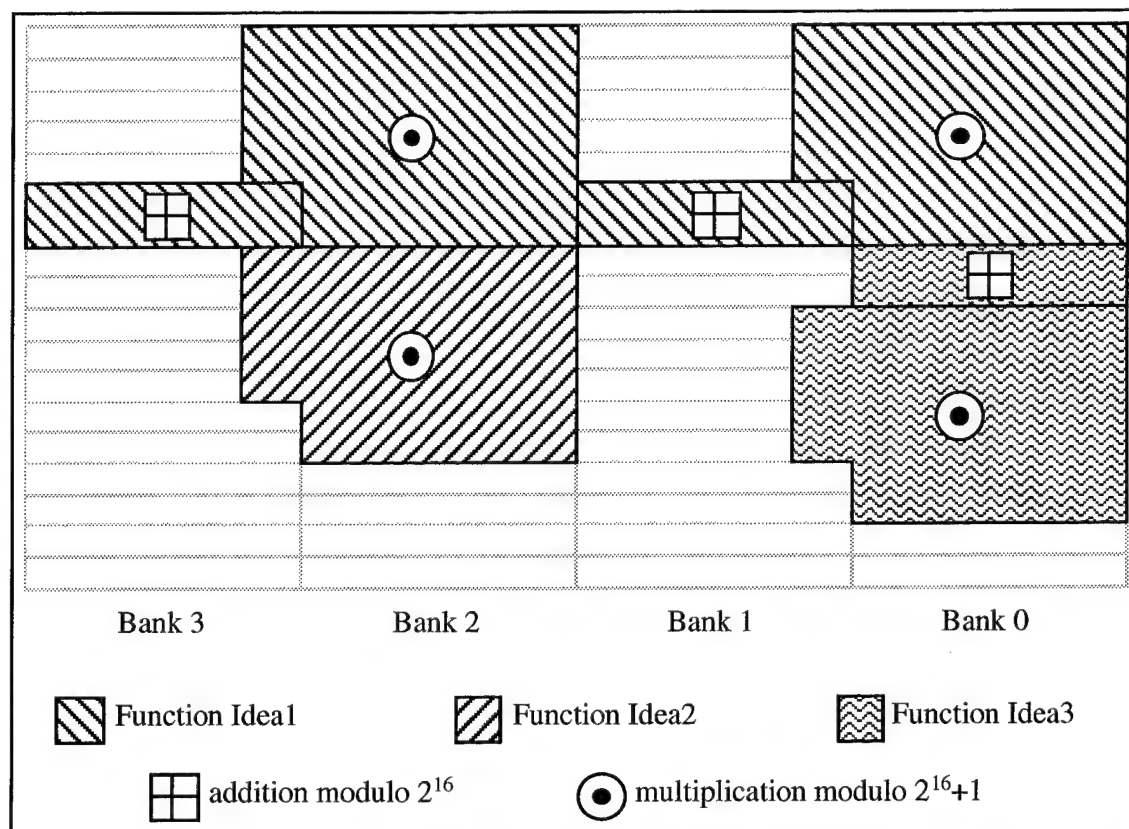 Bank 3 Bank 2 Bank 1 Bank 0
Function Idea1 Function Idea2 Function Idea3
addition modulo 2¹⁶ multiplication modulo 2¹⁶+1